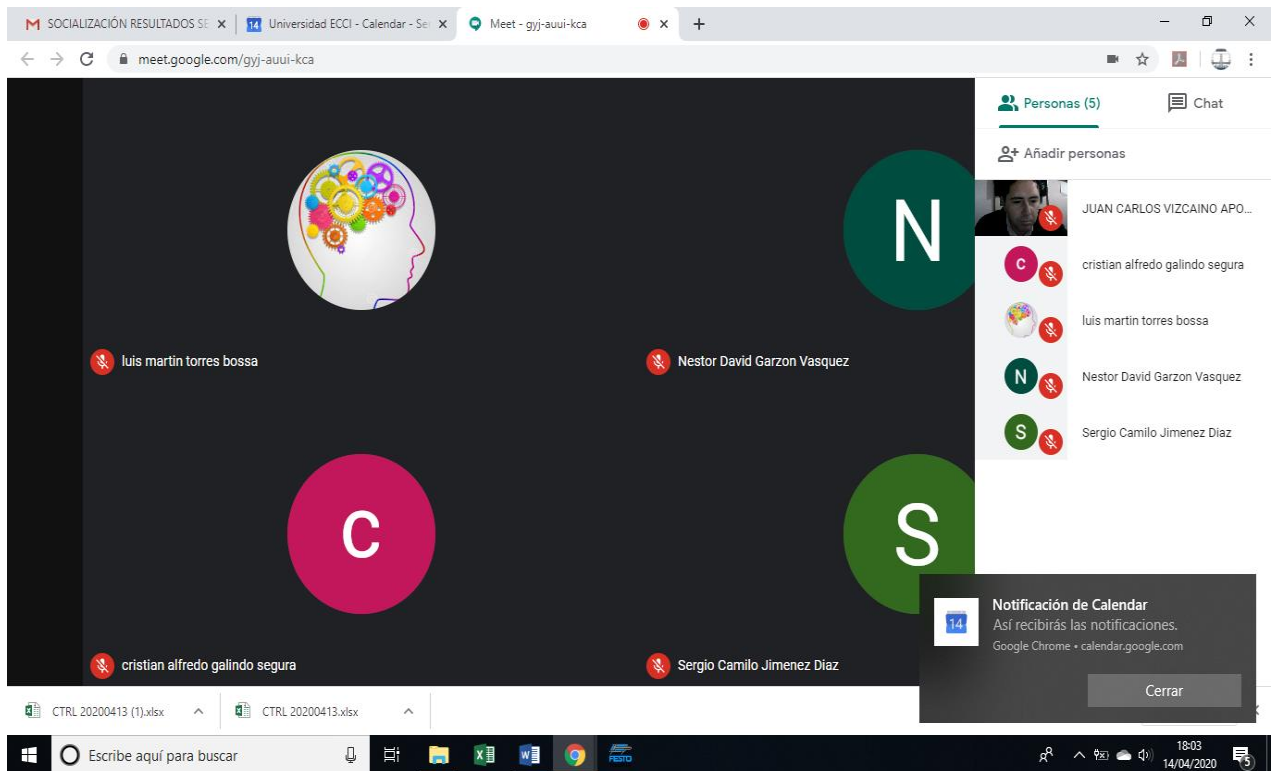 SOCIALIZACIÓN RESULTADOS SE
14 Universidad ECCI - Calendar - Se
Meet - gyj-auui-kca
meet.google.com/gyj-auui-kca
Personas (5)
Chat
Añadir personas
JUAN CARLOS VIZCAINO APO...
C cristian alfredo galindo segura
luis martin torres bossa
N Nestor David Garzon Vasquez
S Sergio Camilo Jimenez Diaz
N
luis martin torres bossa
Nestor David Garzon Vasquez
C
S
cristian alfredo galindo segura
Sergio Camilo Jimenez Diaz
14
Notificación de Calendar
Así recibirás las notificaciones.
Google Chrome • calendar.google.com
Cerrar
CTRL 20200413 (1).xlsx
CTRL 20200413.xlsx
Escribe aquí para buscar
FESTO
18:03
14/04/2020
5